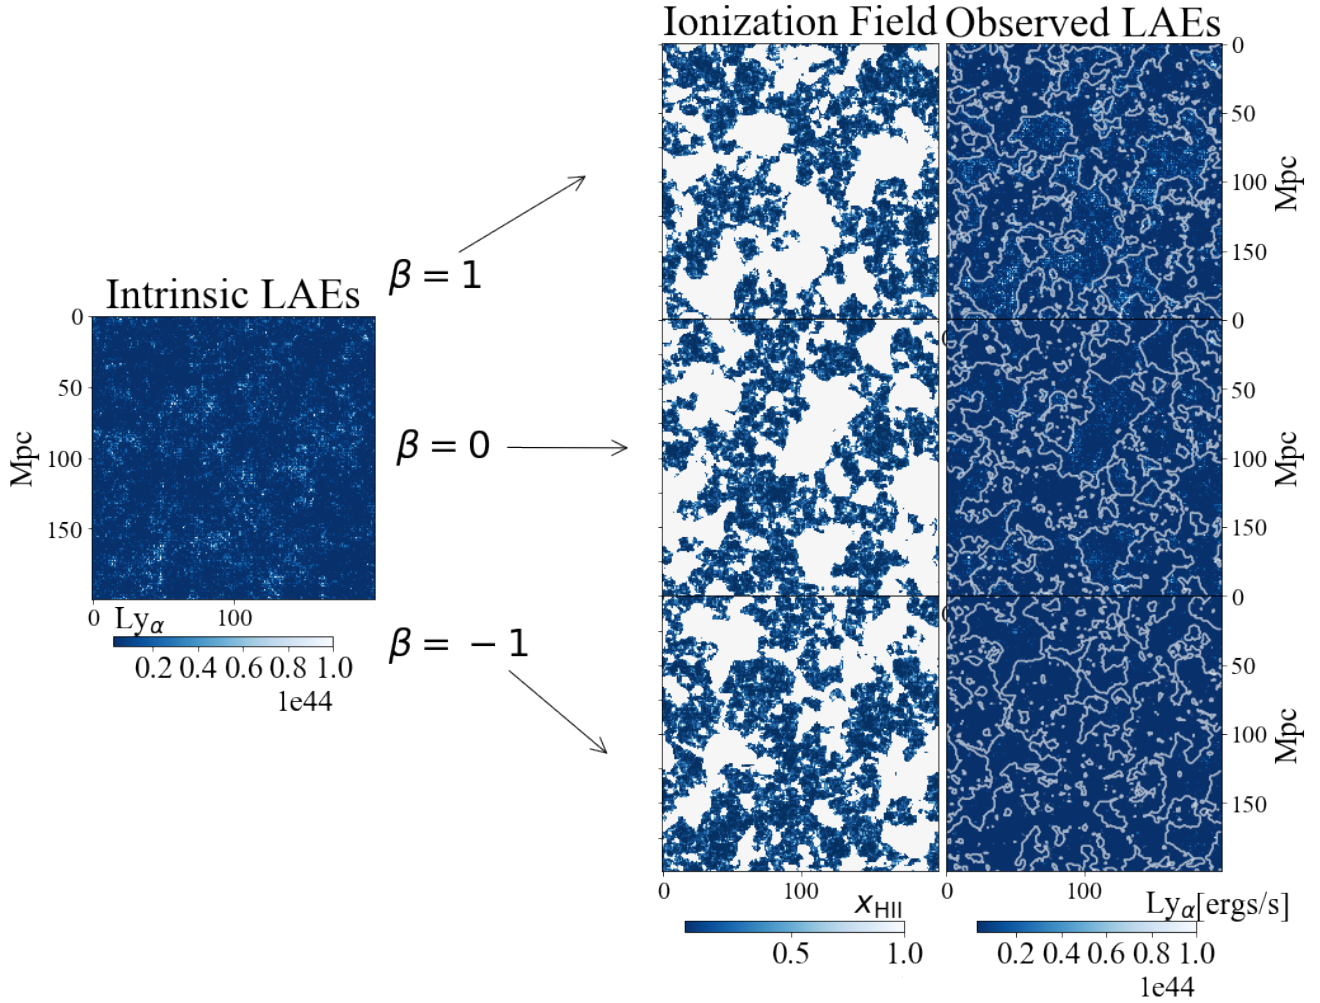 Ionization Field Observed LAEs
0
50
100
150
Mpc
β = 1
Intrinsic LAEs
0
50
100
150
Mpc
0 100
Lyα
0.2 0.4 0.6 0.8 1.0
1e44
β = 0
0
50
100
150
Mpc
β = −1
0
50
100
150
Mpc
0 100
0 100
xHII
0.5 1.0
Lyα[ergs/s]
0.2 0.4 0.6 0.8 1.0
1e44